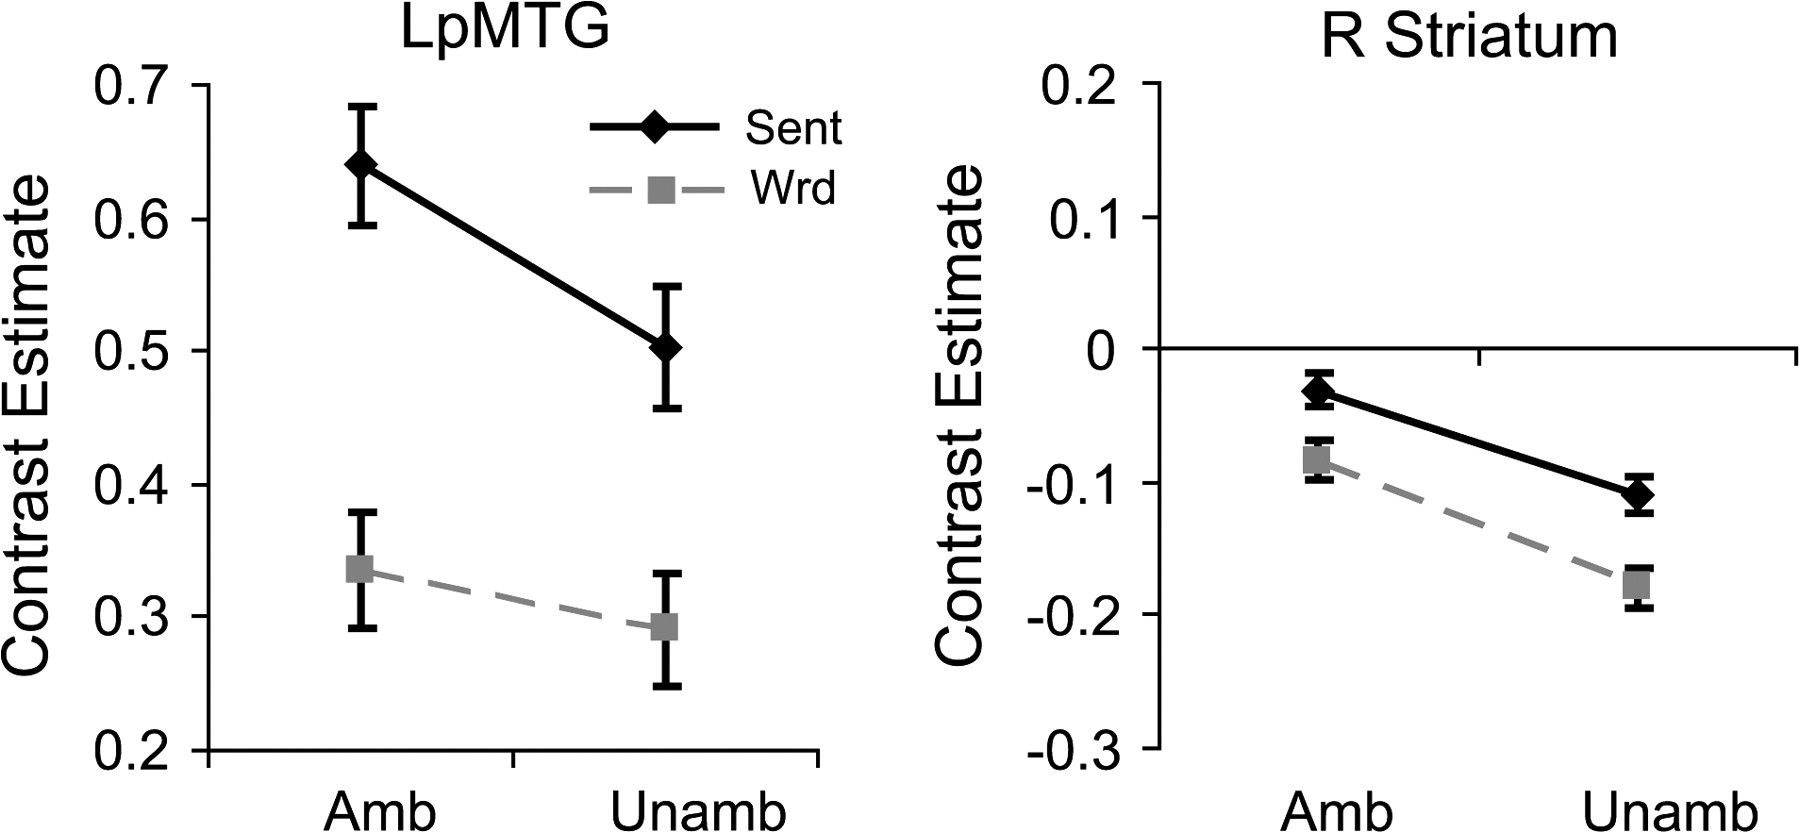 LpMTG
0.7
0.6
0.5
0.4
0.3
0.2
Contrast Estimate
Sent
Wrd
Amb Unamb
R Striatum
0.2
0.1
0
-0.1
-0.2
-0.3
Contrast Estimate
Amb Unamb